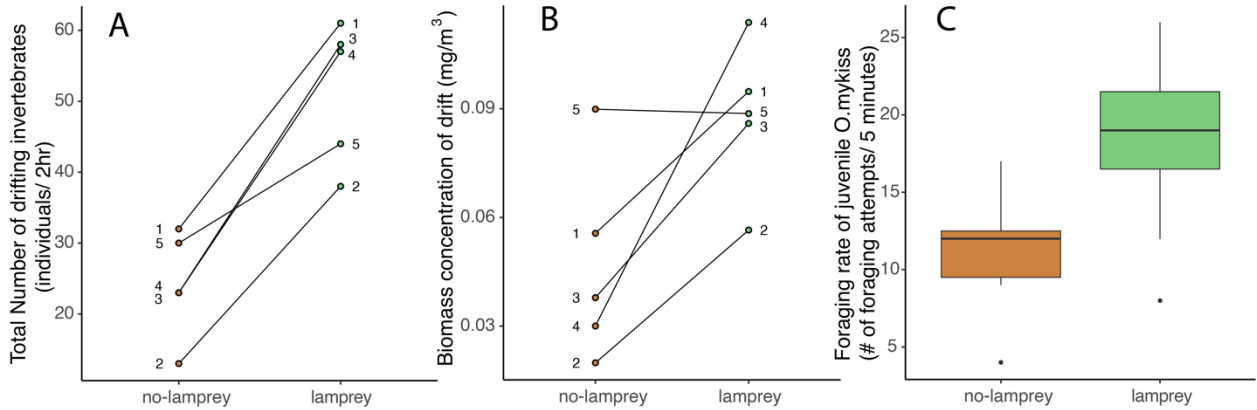 A
Total Number of drifting invertebrates
(individuals/ 2hr)
60
50
40
30
20
1
3
4
5
2
1
5
4
3
2
no-lamprey
lamprey
B
Biomass concentration of drift (mg/m³)
0.09
0.06
0.03
4
1
5
3
2
5
1
3
4
2
no-lamprey
lamprey
C
Foraging rate of juvenile O.mykiss
(# of foraging attempts/ 5 minutes)
25
20
15
10
5
no-lamprey
lamprey